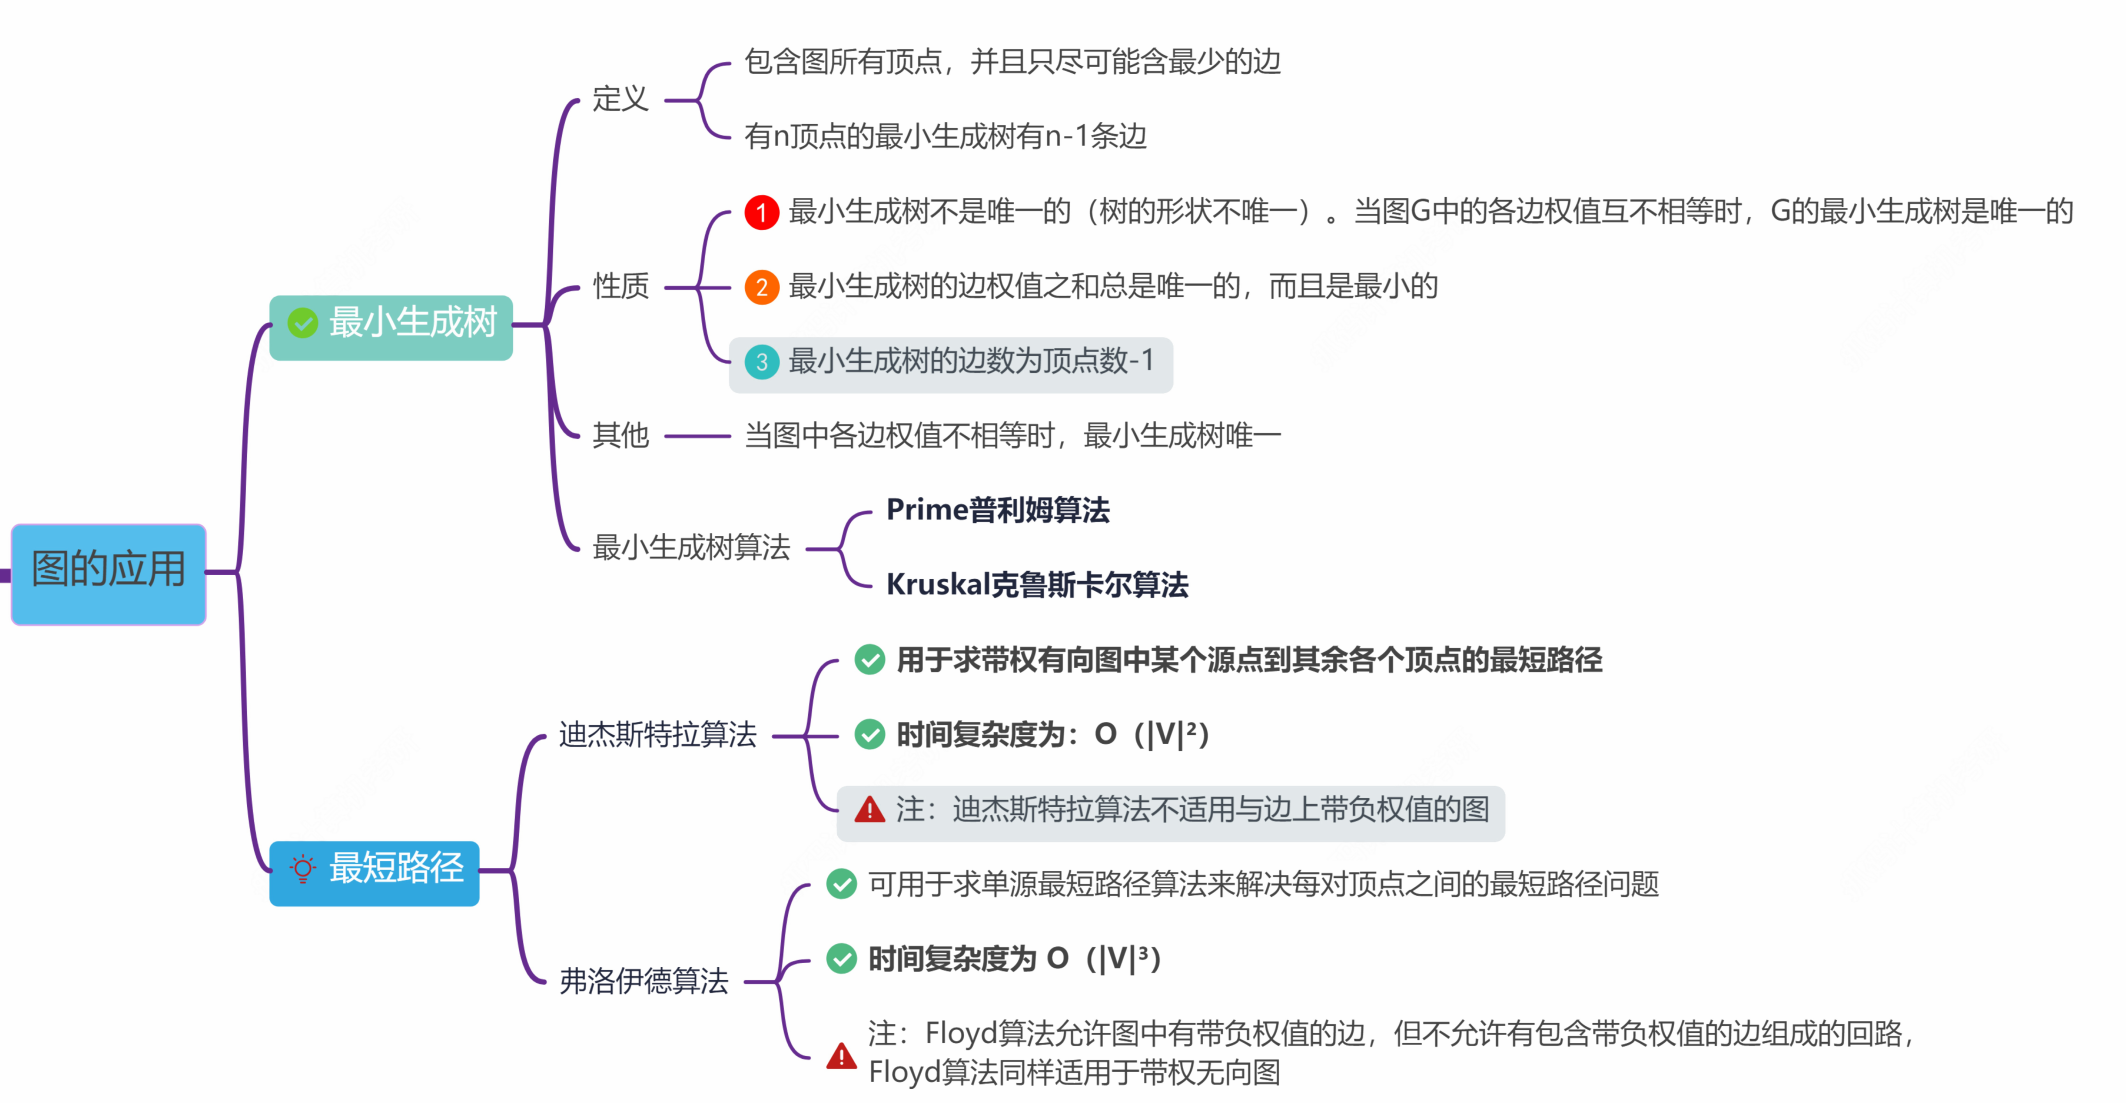 包含图所有顶点，并且只尽可能含最少的边
定义
有n顶点的最小生成树有n-1条边
1 最小生成树不是唯一的（树的形状不唯一）。当图G中的各边权值互不相等时，G的最小生成树是唯一的
性质
2 最小生成树的边权值之和总是唯一的，而且是最小的
最小生成树
3 最小生成树的边数为顶点数-1
其他
当图中各边权值不相等时，最小生成树唯一
Prime普利姆算法
最小生成树算法
Kruskal克鲁斯卡尔算法
图的应用
用于求带权有向图中某个源点到其余各个顶点的最短路径
迪杰斯特拉算法
时间复杂度为：O（|V|²）
注：迪杰斯特拉算法不适用与边上带负权值的图
最短路径
可用于求单源最短路径算法来解决每对顶点之间的最短路径问题
弗洛伊德算法
时间复杂度为 O（|V|³）
注：Floyd算法允许图中有带负权值的边，但不允许有包含带负权值的边组成的回路，
Floyd算法同样适用于带权无向图